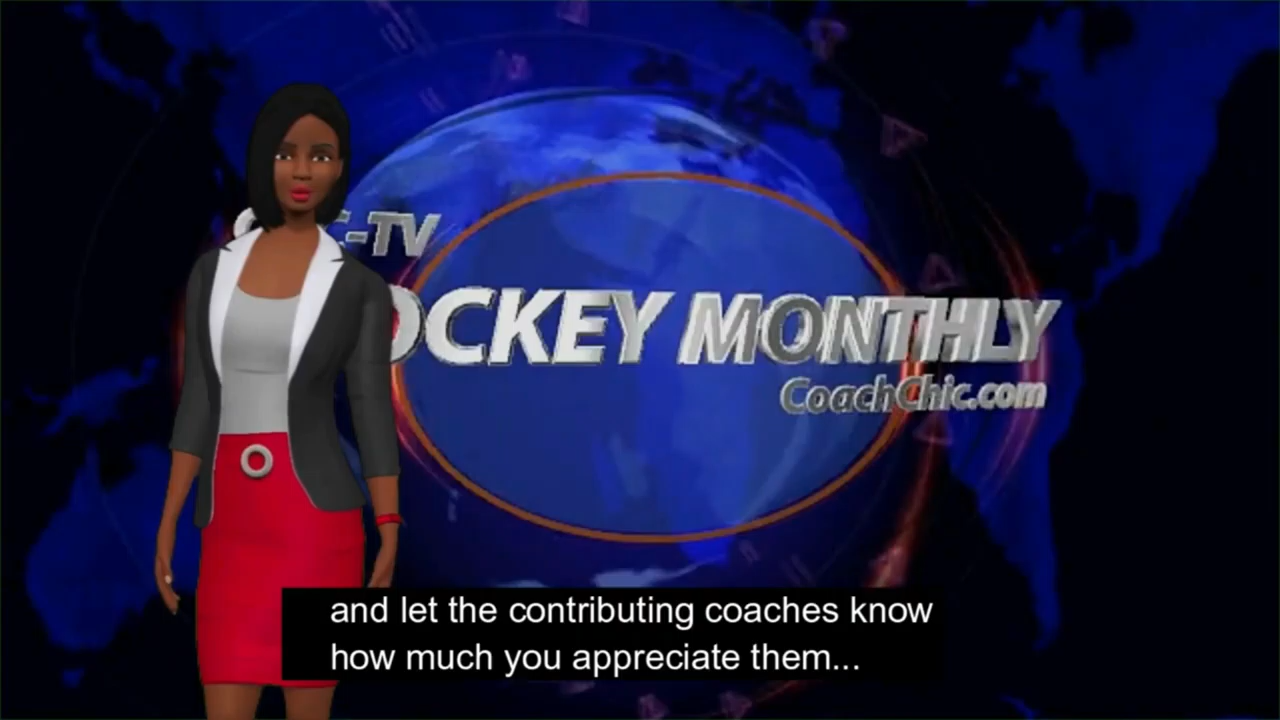 -TV
OCKEY MONTHLY
CoachChic.com
and let the contributing coaches know
how much you appreciate them...